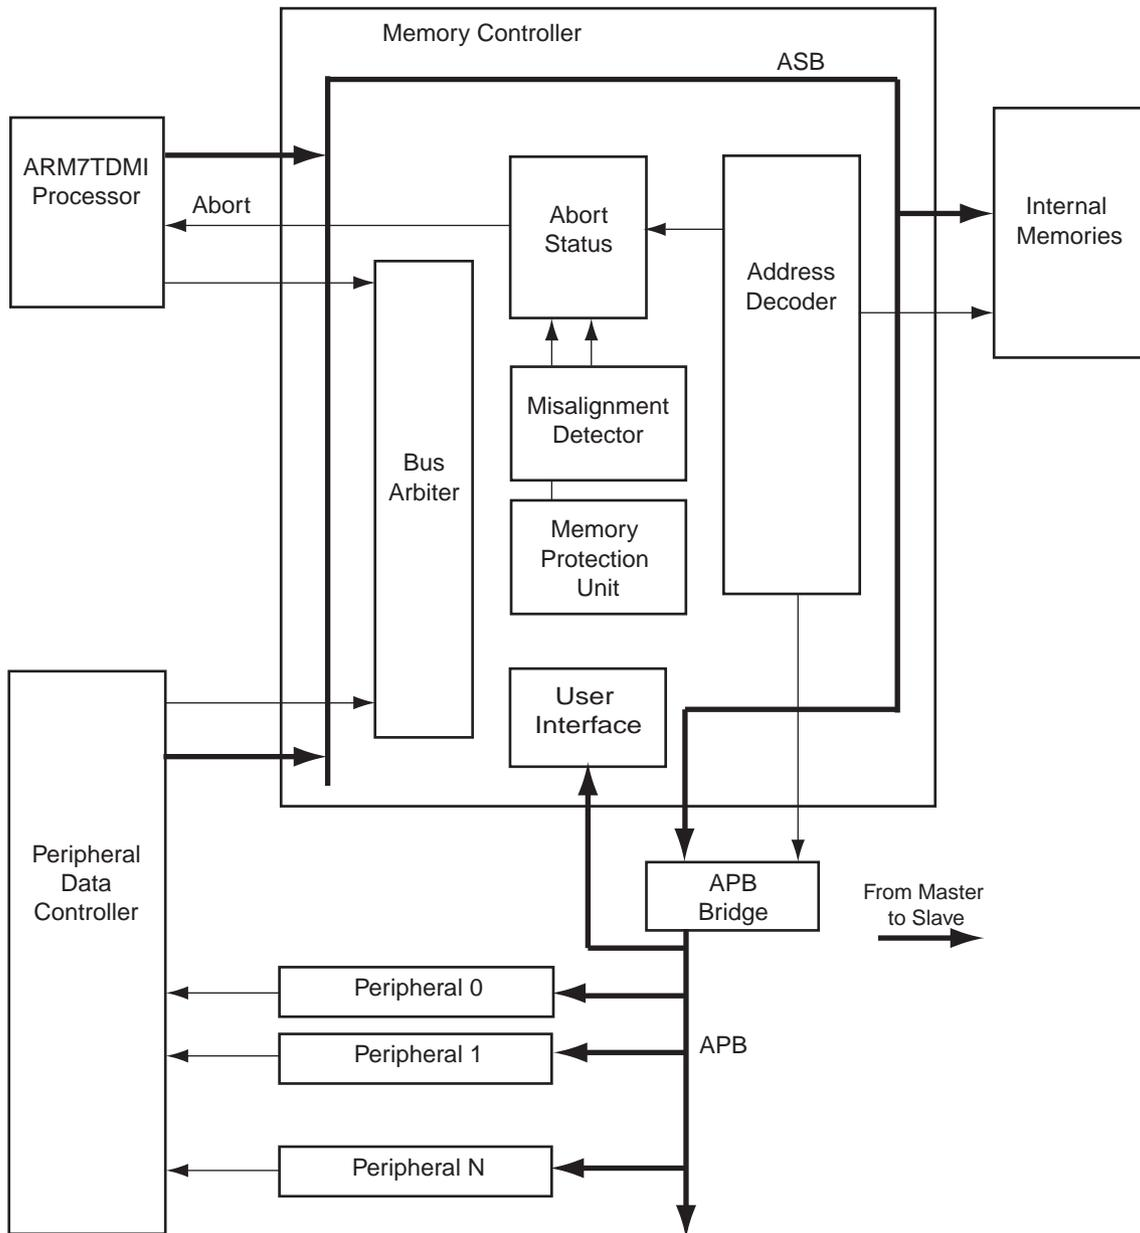 Memory Controller
ASB
ARM7TDMI
Processor
Abort
Abort
Status
Address
Decoder
Internal
Memories
Misalignment
Detector
Bus
Arbiter
Memory
Protection
Unit
User
Interface
Peripheral
Data
Controller
APB
Bridge
From Master
to Slave
Peripheral 0
Peripheral 1
APB
Peripheral N